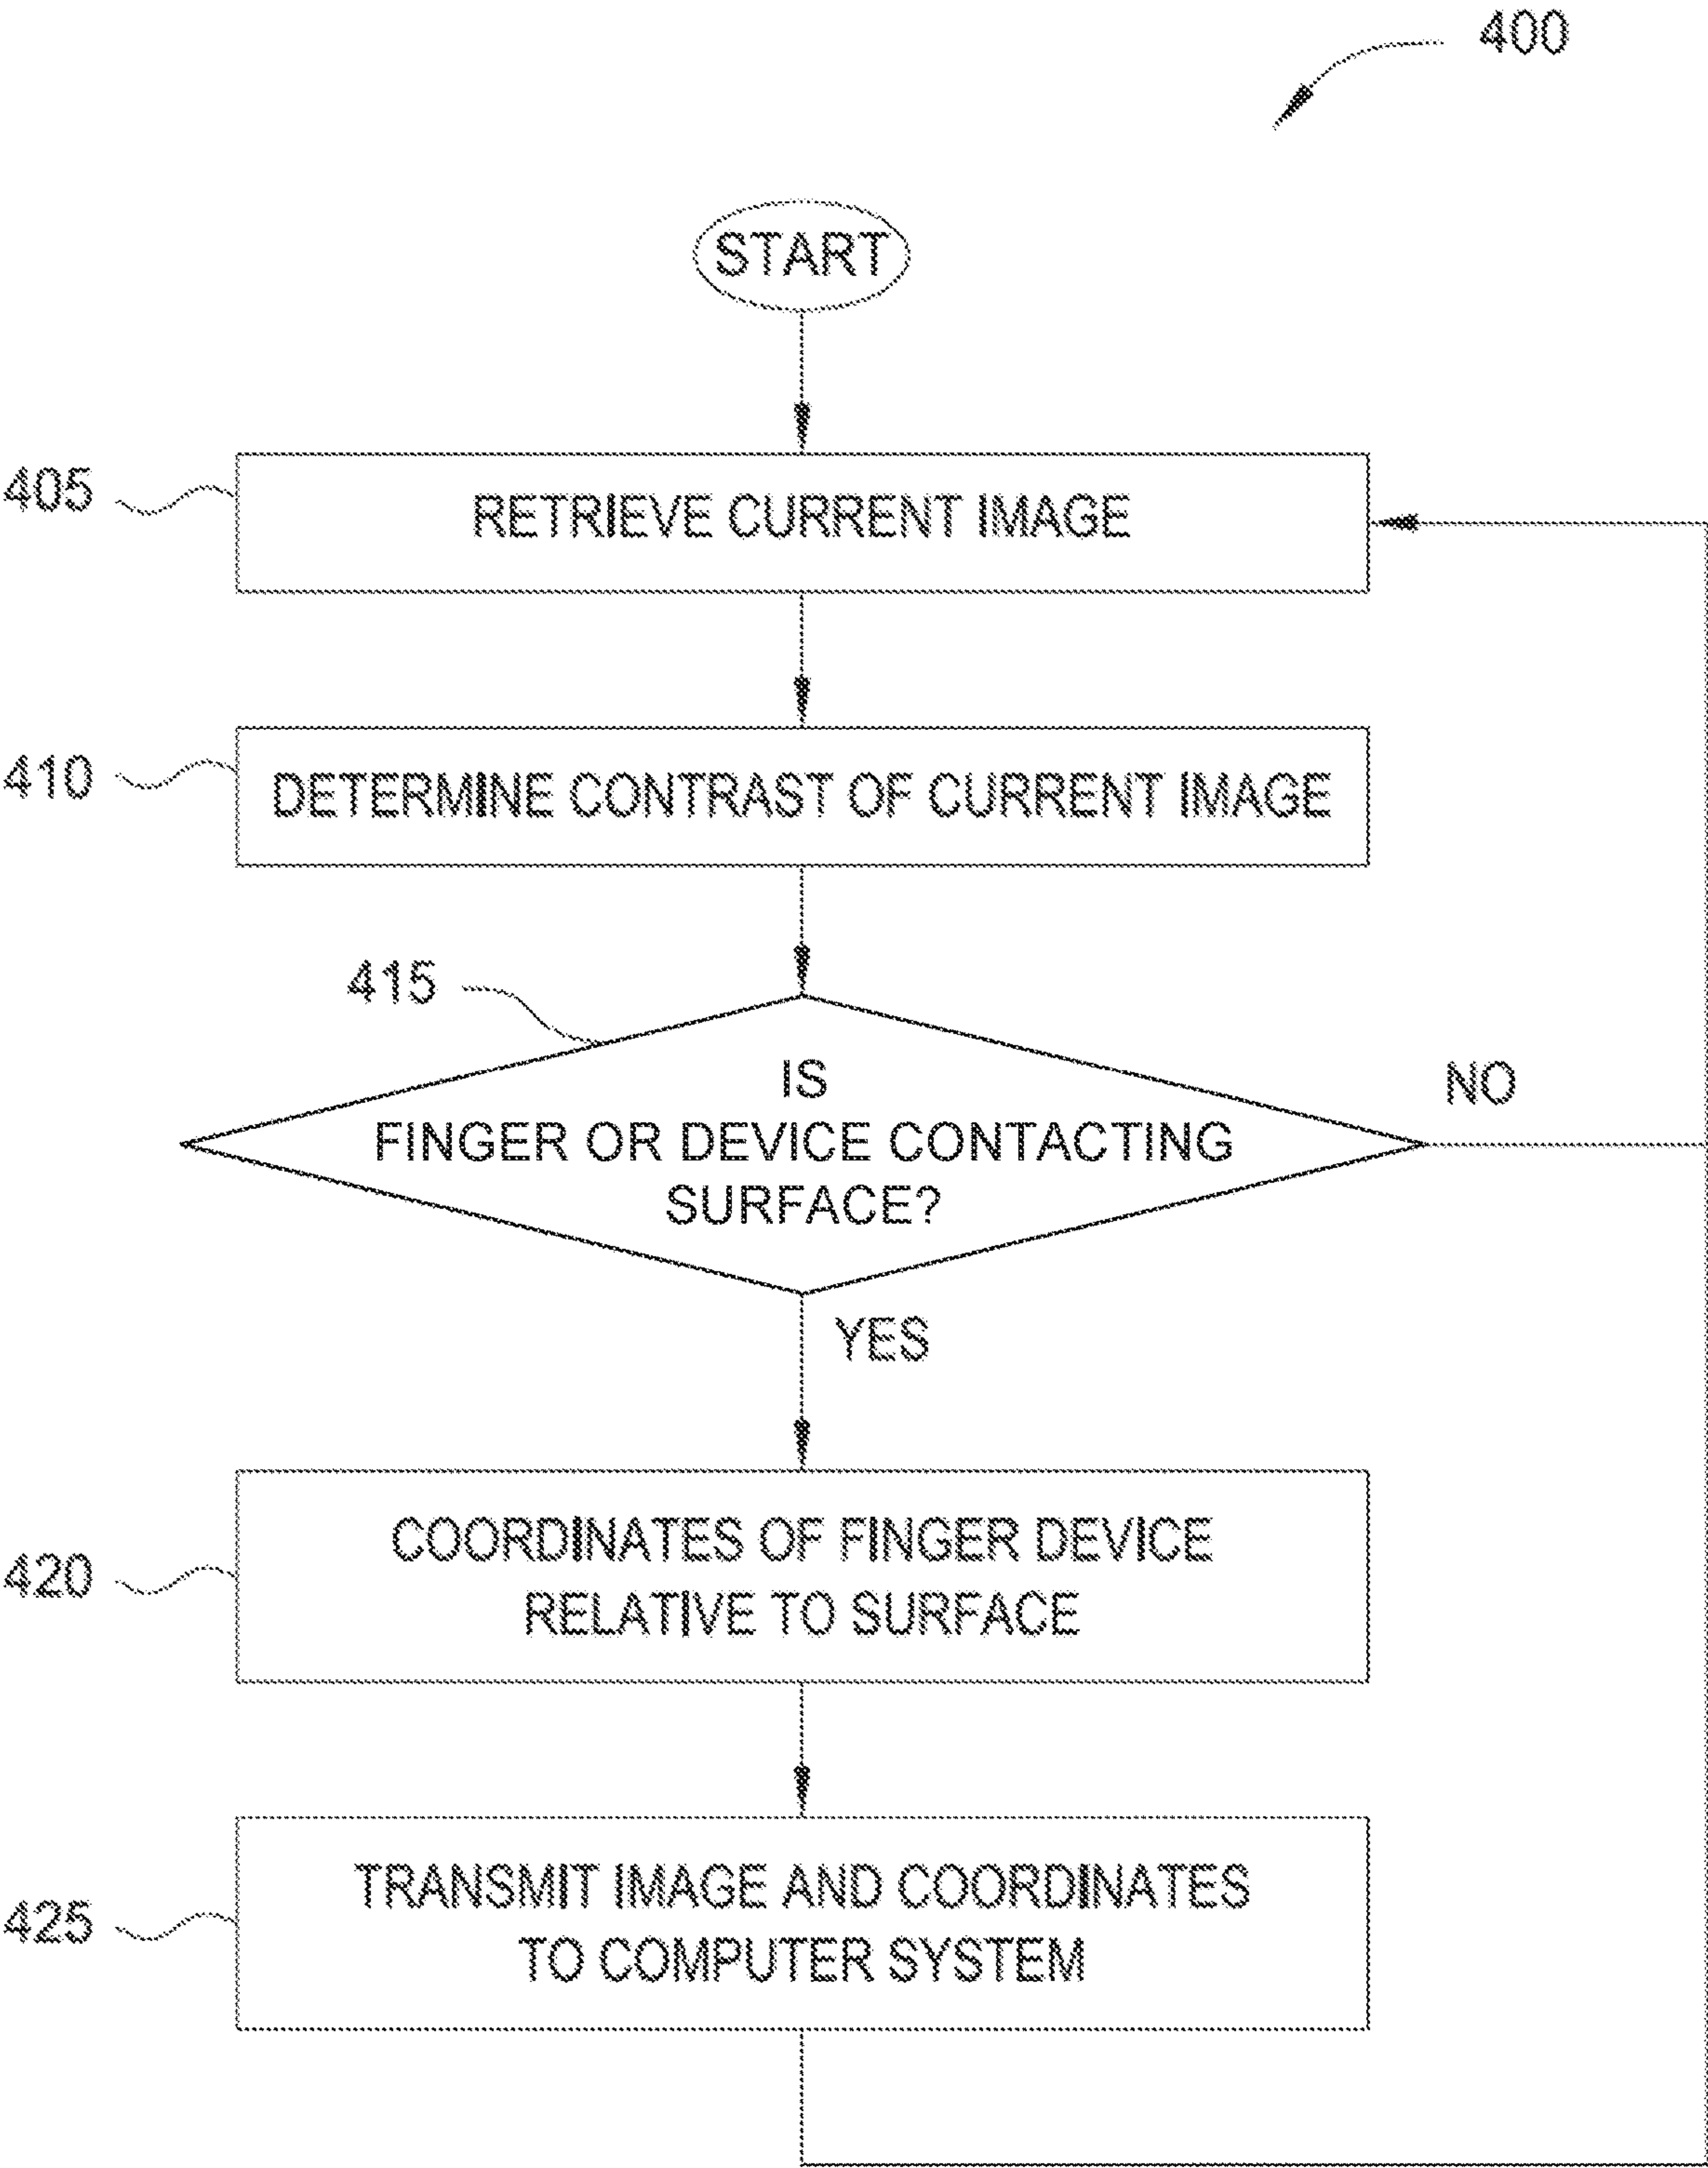 400
START
405
RETRIEVE CURRENT IMAGE
410
DETERMINE CONTRAST OF CURRENT IMAGE
415
IS
FINGER OR DEVICE CONTACTING
SURFACE?
NO
YES
420
COORDINATES OF FINGER DEVICE
RELATIVE TO SURFACE
425
TRANSMIT IMAGE AND COORDINATES
TO COMPUTER SYSTEM